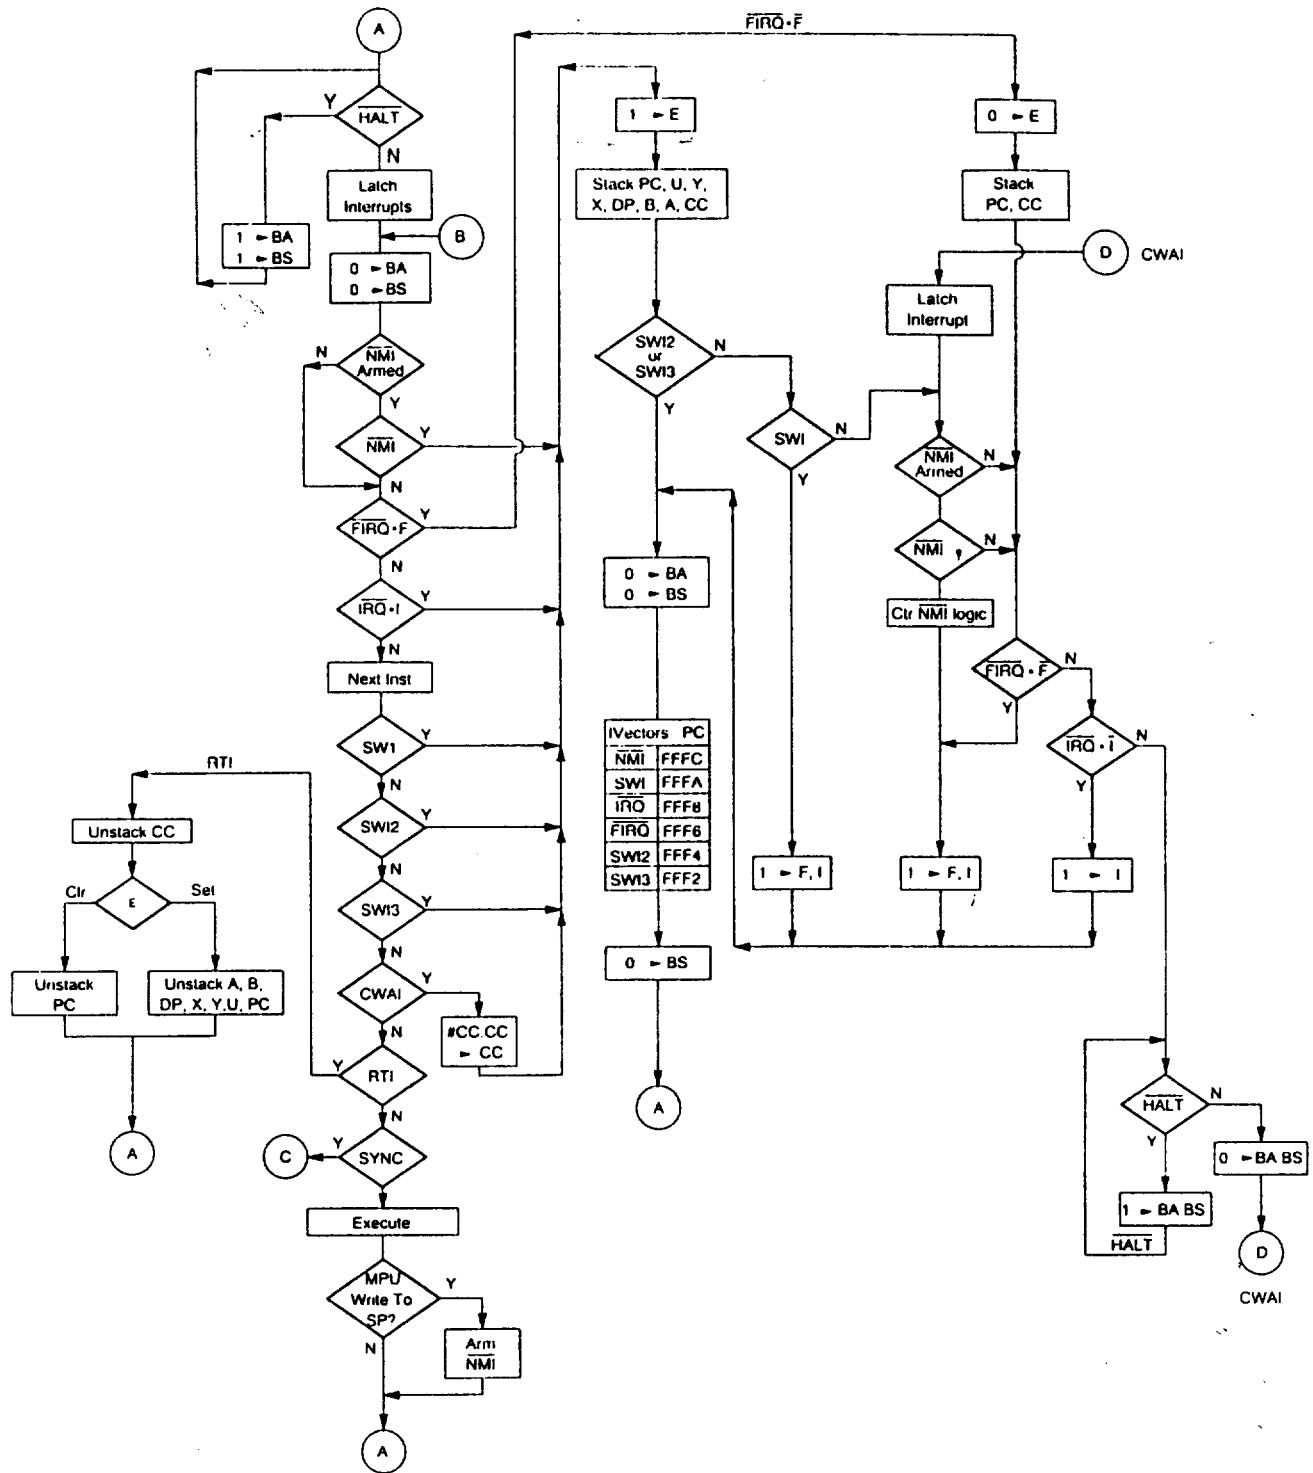 A
FIRQ • F
HALT
Y
N
Latch
Interrupts
B
1 → BA
1 → BS
0 → BA
0 → BS
NMI
Armed
N
Y
NMI
Y
N
FIRQ • F
Y
N
IRQ • I
Y
N
Next Inst
SW1
Y
N
SWI2
Y
N
SWI3
Y
N
CWAI
Y
N
#CC.CC
→ CC
RTI
Y
N
SYNC
Y
C
Execute
MPU
Write To
SP?
Y
N
Arm
NMI
A
RTI
Unstack CC
E
Clr
Set
Unstack
PC
Unstack A, B,
DP, X, Y,U, PC
A
1 → E
Stack PC, U, Y,
X, DP, B, A, CC
SWI2
or
SWI3
N
Y
SWI
N
Y
0 → BA
0 → BS
IVectors PC
NMI FFFC
SWI FFFA
IRQ FFF8
FIRQ FFF6
SWI2 FFF4
SWI3 FFF2
0 → BS
A
1 → F, I
0 → E
Stack
PC, CC
D
CWAI
Latch
Interrupt
NMI
Armed
N
NMI
N
Clr NMI logic
FIRQ • F
N
Y
IRQ • I
N
Y
1 → F, I
1 → I
HALT
N
Y
0 → BA BS
1 → BA BS
HALT
D
CWAI